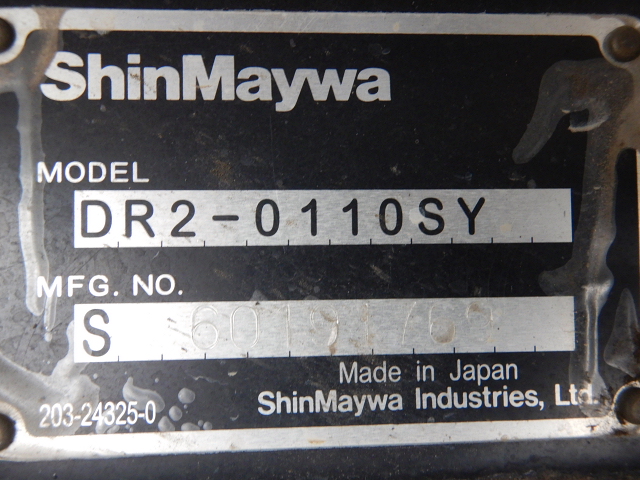 ShinMaywa
MODEL
DR2-0110SY
MFG. NO.
S
Made in Japan
203-24325-0
ShinMaywa Industries, Ltd.